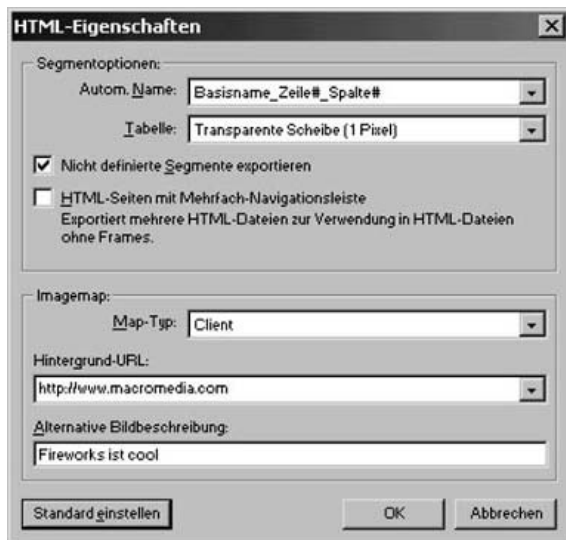 HTML-Eigenschaften
Segmentoptionen:
Autom. Name: Basisname_Zeile#_Spalte#
Tabelle: Transparente Scheibe (1 Pixel)
Nicht definierte Segmente exportieren
HTML-Seiten mit Mehrfach-Navigationsleiste
Exportiert mehrere HTML-Dateien zur Verwendung in HTML-Dateien
ohne Frames.
Imagemap:
Map-Typ: Client
Hintergrund-URL:
http://www.macromedia.com
Alternative Bildbeschreibung:
Fireworks ist cool
Standard einstellen OK Abbrechen